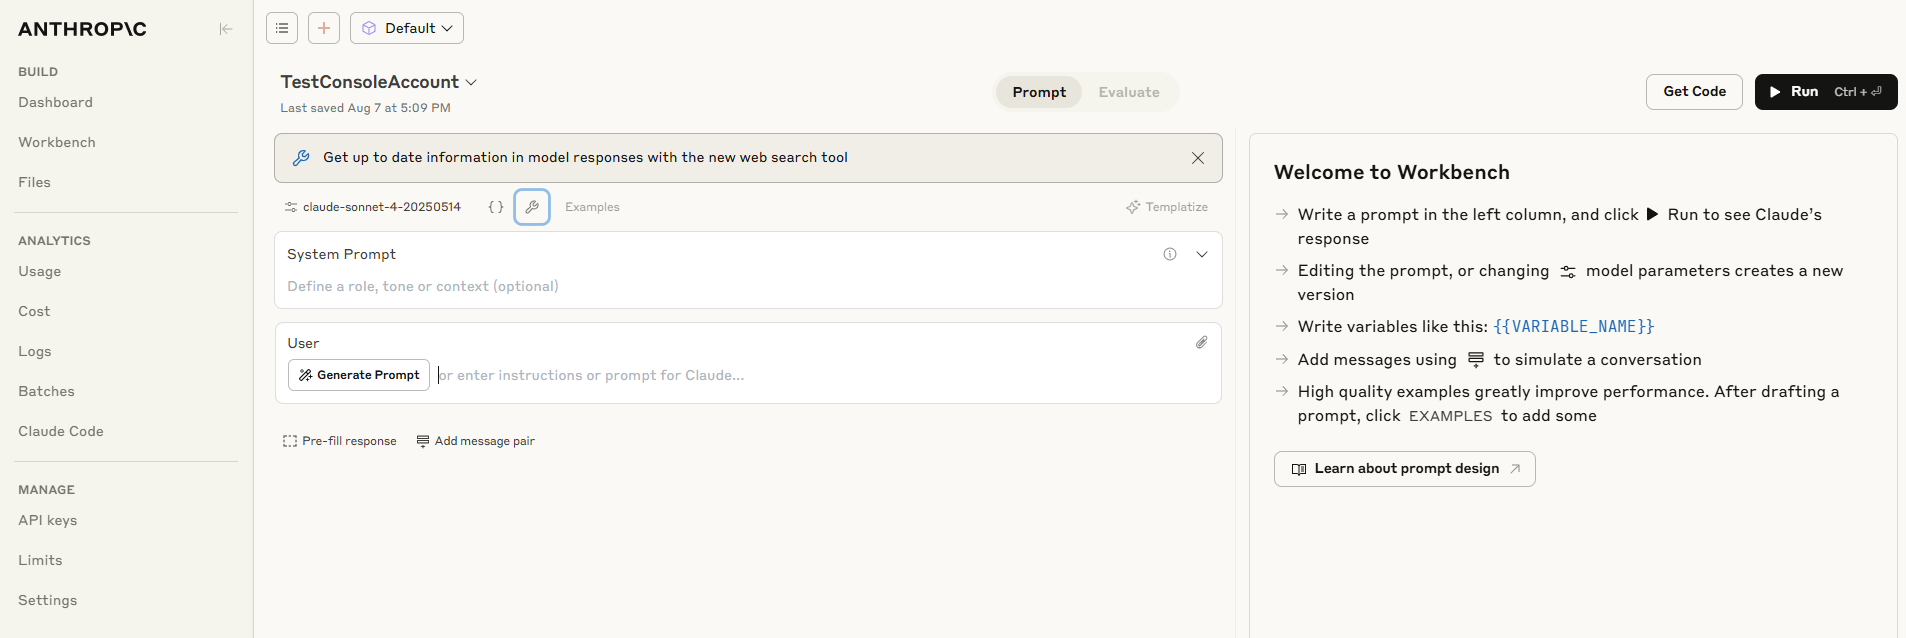 ANTHROP\C
BUILD
Dashboard
Workbench
Files
ANALYTICS
Usage
Cost
Logs
Batches
Claude Code
MANAGE
API keys
Limits
Settings
Default
TestConsoleAccount
Last saved Aug 7 at 5:09 PM
Prompt
Evaluate
Get Code
Run Ctrl + ⏎
Get up to date information in model responses with the new web search tool
claude-sonnet-4-20250514
{ }
Examples
Templatize
System Prompt
Define a role, tone or context (optional)
User
Generate Prompt
or enter instructions or prompt for Claude...
Pre-fill response
Add message pair
Welcome to Workbench
Write a prompt in the left column, and click ▶ Run to see Claude's
response
Editing the prompt, or changing model parameters creates a new
version
Write variables like this: {{VARIABLE_NAME}}
Add messages using to simulate a conversation
High quality examples greatly improve performance. After drafting a
prompt, click EXAMPLES to add some
Learn about prompt design